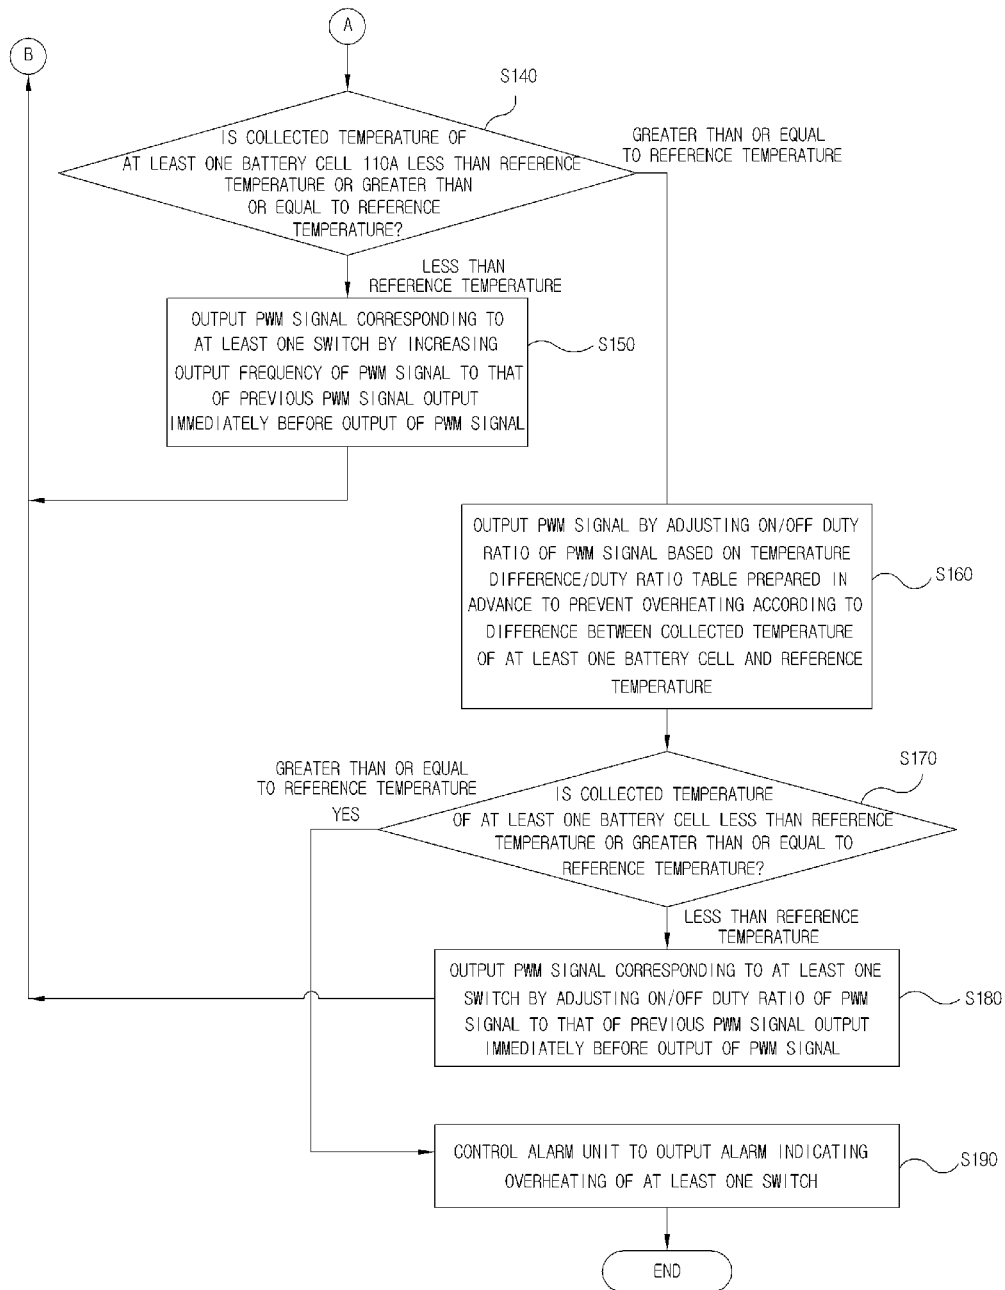 A
B
S140
IS COLLECTED TEMPERATURE OF
AT LEAST ONE BATTERY CELL 110A LESS THAN REFERENCE
TEMPERATURE OR GREATER THAN
OR EQUAL TO REFERENCE
TEMPERATURE?
GREATER THAN OR EQUAL
TO REFERENCE TEMPERATURE
LESS THAN
REFERENCE TEMPERATURE
OUTPUT PWM SIGNAL CORRESPONDING TO
AT LEAST ONE SWITCH BY INCREASING
OUTPUT FREQUENCY OF PWM SIGNAL TO THAT
OF PREVIOUS PWM SIGNAL OUTPUT
IMMEDIATELY BEFORE OUTPUT OF PWM SIGNAL
S150
OUTPUT PWM SIGNAL BY ADJUSTING ON/OFF DUTY
RATIO OF PWM SIGNAL BASED ON TEMPERATURE
DIFFERENCE/DUTY RATIO TABLE PREPARED IN
ADVANCE TO PREVENT OVERHEATING ACCORDING TO
DIFFERENCE BETWEEN COLLECTED TEMPERATURE
OF AT LEAST ONE BATTERY CELL AND REFERENCE
TEMPERATURE
S160
S170
GREATER THAN OR EQUAL
TO REFERENCE TEMPERATURE
YES
IS COLLECTED TEMPERATURE
OF AT LEAST ONE BATTERY CELL LESS THAN REFERENCE
TEMPERATURE OR GREATER THAN OR EQUAL TO
REFERENCE TEMPERATURE?
LESS THAN REFERENCE
TEMPERATURE
OUTPUT PWM SIGNAL CORRESPONDING TO AT LEAST ONE
SWITCH BY ADJUSTING ON/OFF DUTY RATIO OF PWM
SIGNAL TO THAT OF PREVIOUS PWM SIGNAL OUTPUT
IMMEDIATELY BEFORE OUTPUT OF PWM SIGNAL
S180
CONTROL ALARM UNIT TO OUTPUT ALARM INDICATING
OVERHEATING OF AT LEAST ONE SWITCH
S190
END